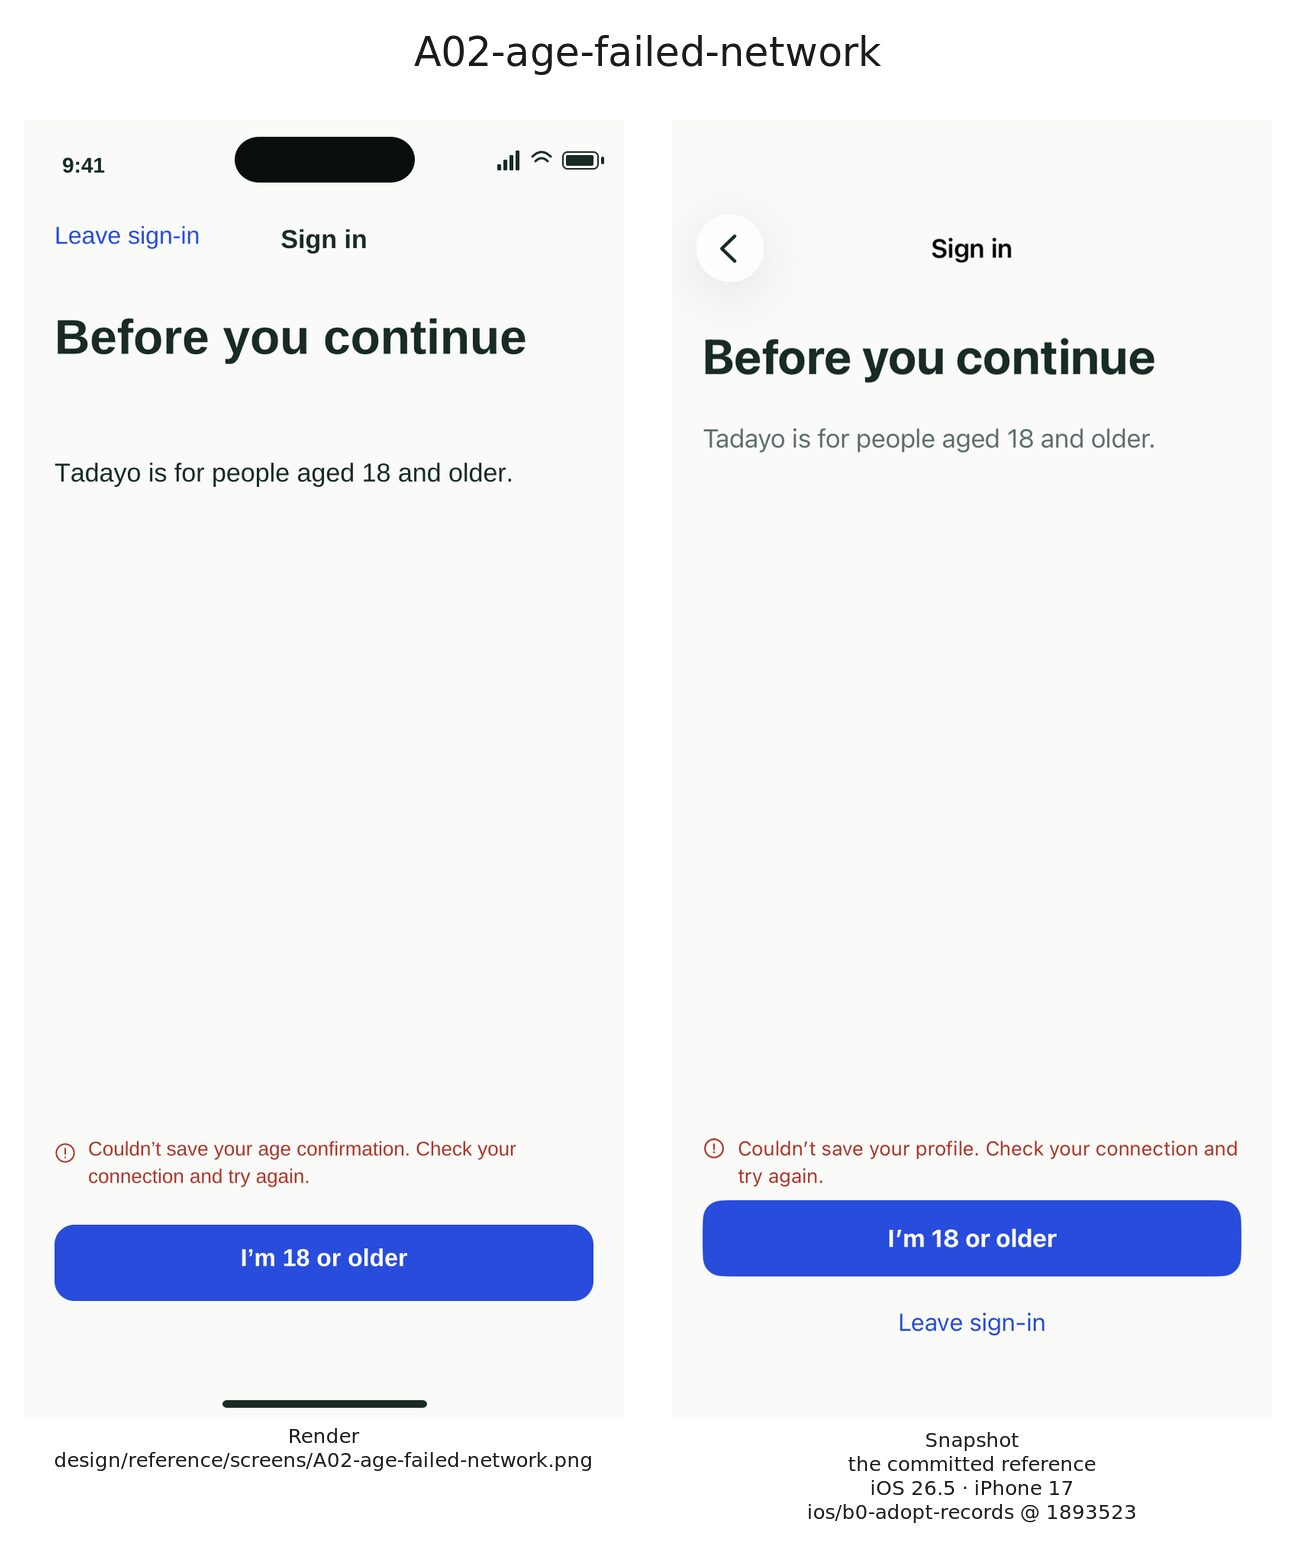 A02-age-failed-network
9:41
Leave sign-in
Sign in
Before you continue
Tadayo is for people aged 18 and older.
Couldn’t save your age confirmation. Check your
connection and try again.
I’m 18 or older
Render
design/reference/screens/A02-age-failed-network.png
Sign in
Before you continue
Tadayo is for people aged 18 and older.
Couldn’t save your profile. Check your connection and
try again.
I’m 18 or older
Leave sign-in
Snapshot
the committed reference
iOS 26.5 · iPhone 17
ios/b0-adopt-records @ 1893523